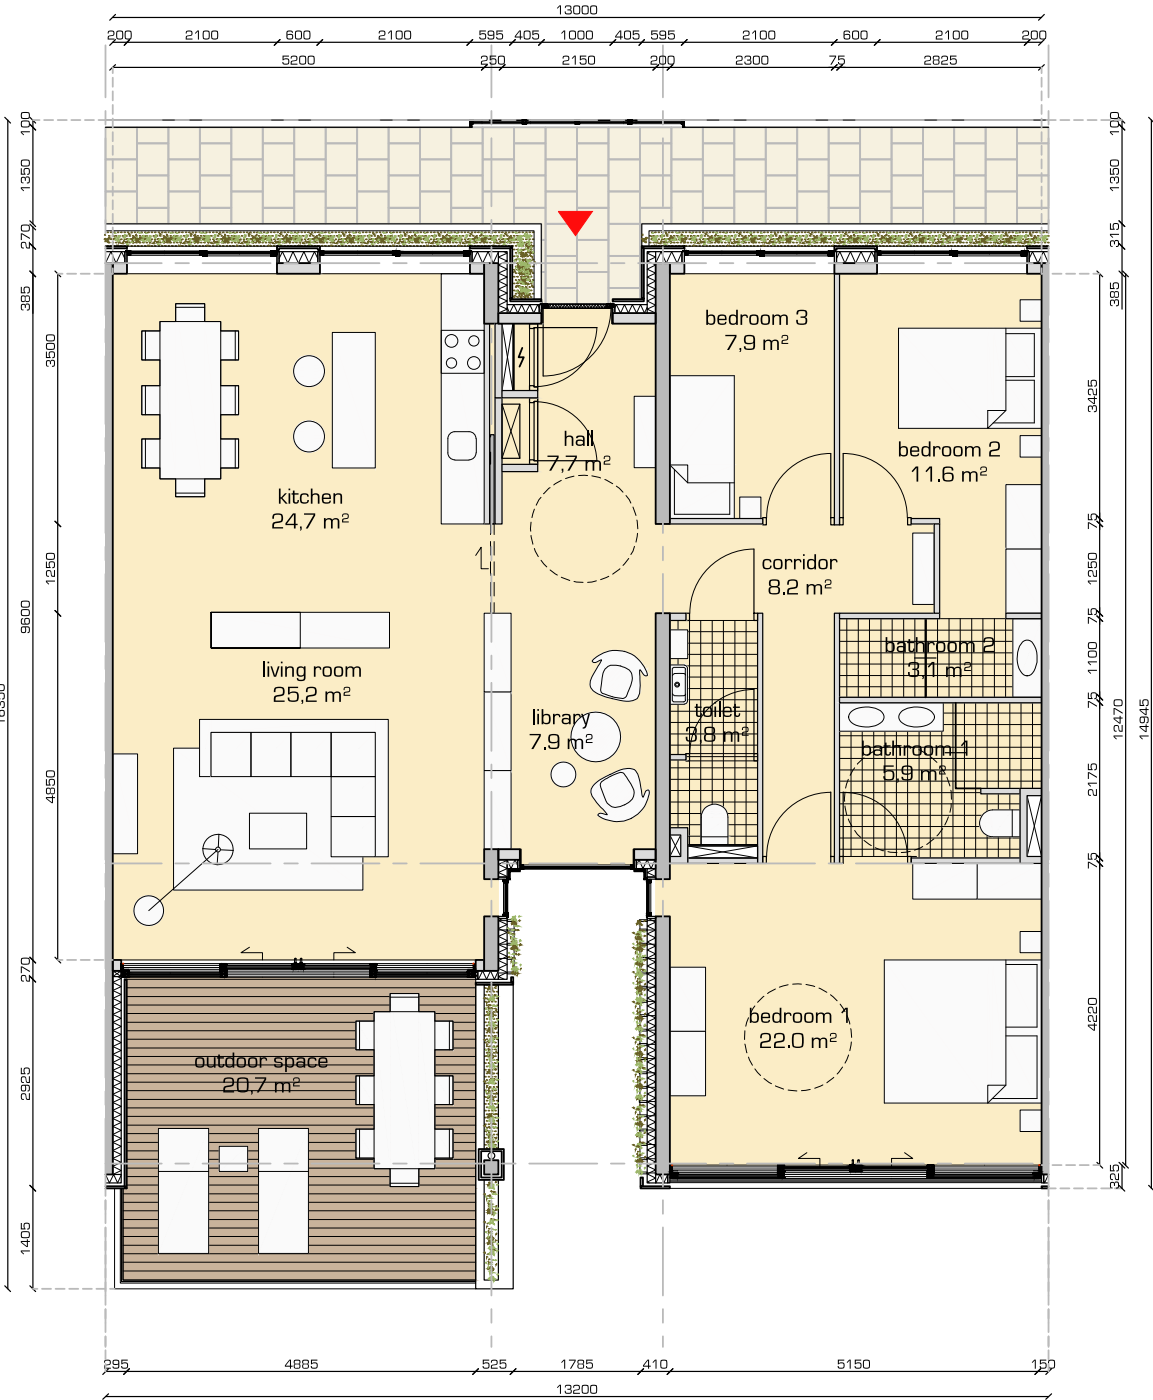 13000
200 2100 600 2100 595 405 1000 405 595 2100 600 2100 200
5200 250 2150 200 2300 75 2825
100
1350
270
385
3500
1250
9600
4850
270
2925
1405
100
1350
315
385
3425
75
1250
75
1100
75
2175
75
4220
325
12470
14945
bedroom 3
7,9 m²
bedroom 2
11.6 m²
hall
7,7 m²
kitchen
24,7 m²
corridor
8.2 m²
bathroom 2
3,1 m²
living room
25,2 m²
library
7.9 m²
toilet
3.8 m²
bathroom 1
5,9 m²
bedroom 1
22.0 m²
outdoor space
20,7 m²
295 4885 525 1785 410 5150 150
13200